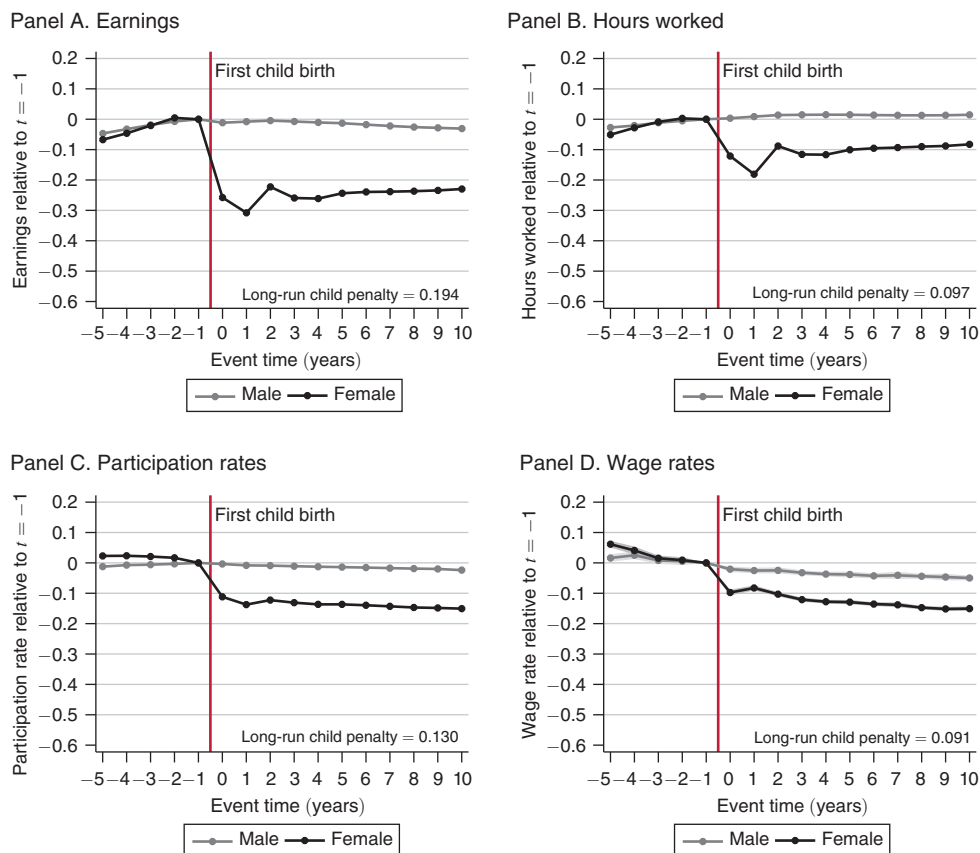 Panel A. Earnings
Earnings relative to t = −1
0.2
0.1
0
−0.1
−0.2
−0.3
−0.4
−0.5
−0.6
First child birth
Long-run child penalty = 0.194
−5 −4 −3 −2 −1 0 1 2 3 4 5 6 7 8 9 10
Event time (years)
Male Female
Panel B. Hours worked
Hours worked relative to t = −1
0.2
0.1
0
−0.1
−0.2
−0.3
−0.4
−0.5
−0.6
First child birth
Long-run child penalty = 0.097
−5 −4 −3 −2 −1 0 1 2 3 4 5 6 7 8 9 10
Event time (years)
Male Female
Panel C. Participation rates
Participation rate relative to t = −1
0.2
0.1
0
−0.1
−0.2
−0.3
−0.4
−0.5
−0.6
First child birth
Long-run child penalty = 0.130
−5 −4 −3 −2 −1 0 1 2 3 4 5 6 7 8 9 10
Event time (years)
Male Female
Panel D. Wage rates
Wage rate relative to t = −1
0.2
0.1
0
−0.1
−0.2
−0.3
−0.4
−0.5
−0.6
First child birth
Long-run child penalty = 0.091
−5 −4 −3 −2 −1 0 1 2 3 4 5 6 7 8 9 10
Event time (years)
Male Female